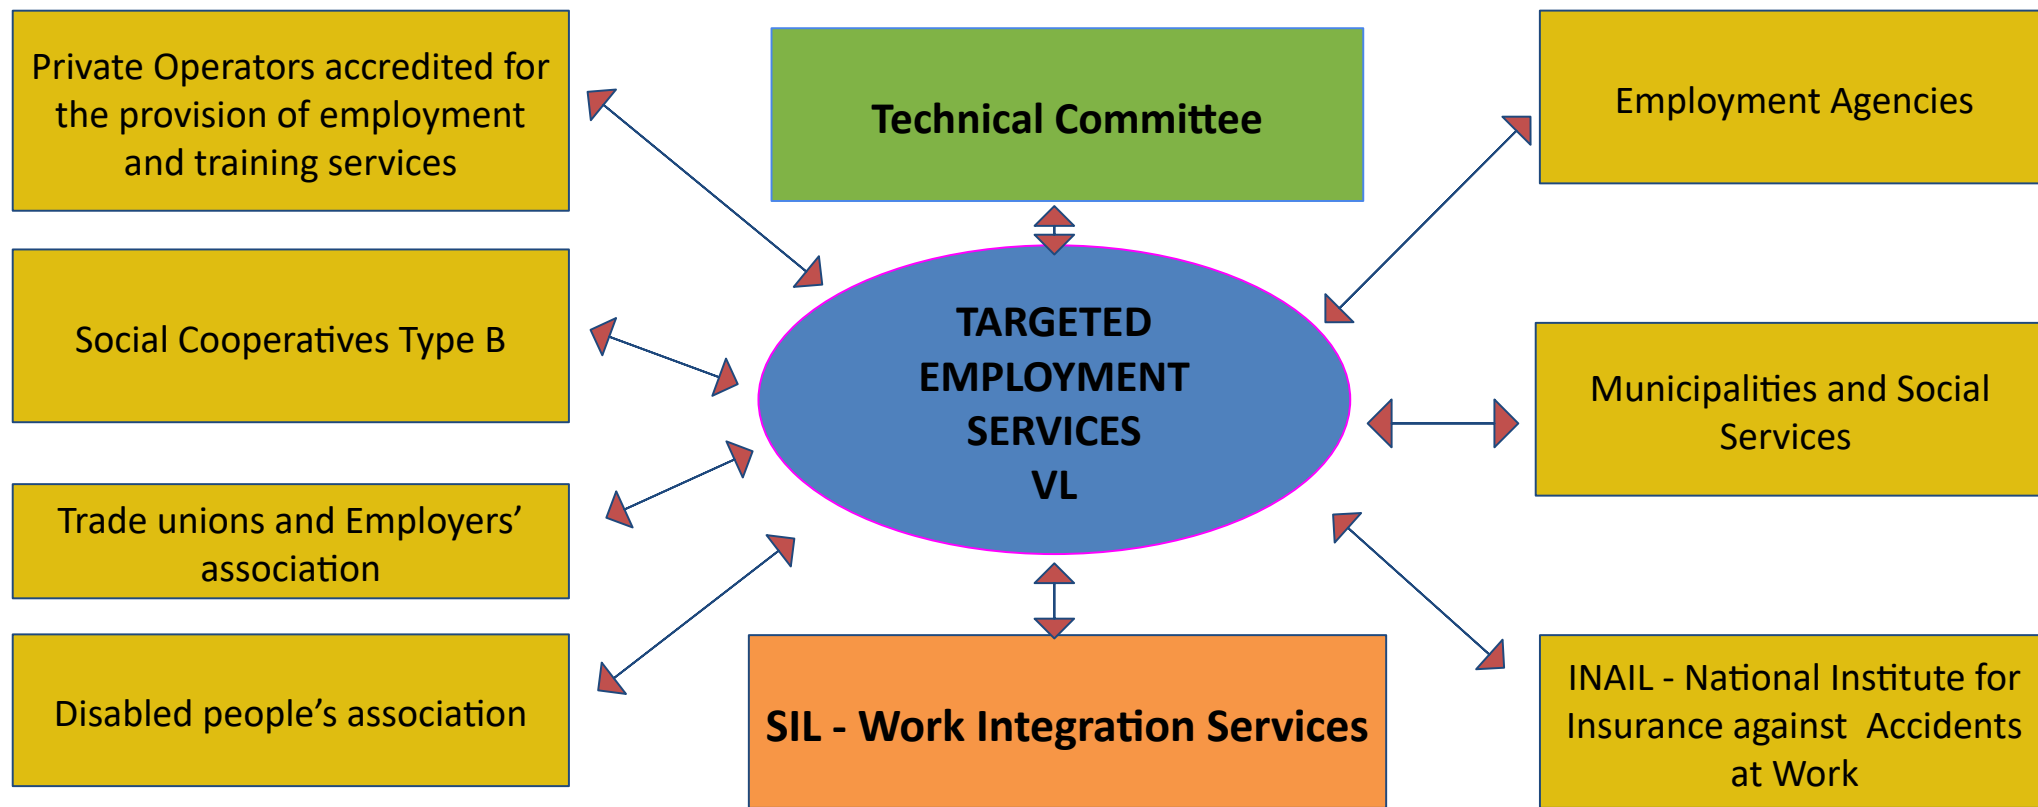 Private Operators accredited for
the provision of employment
and training services
Technical Committee
Employment Agencies
Social Cooperatives Type B
TARGETED
EMPLOYMENT
SERVICES
VL
Municipalities and Social
Services
Trade unions and Employers’
association
Disabled people’s association
SIL - Work Integration Services
INAIL - National Institute for
Insurance against  Accidents
at Work